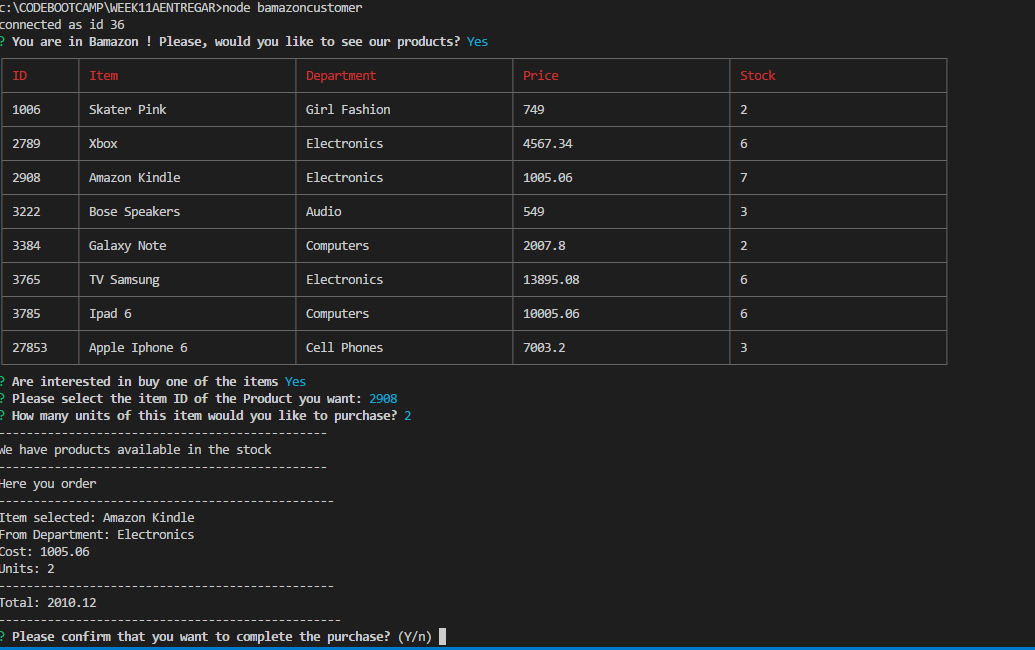 c:\CODEBOOTCAMP\WEEK11AENTREGAR>node bamazoncustomer
connected as id 36
? You are in Bamazon ! Please, would you like to see our products? Yes
ID Item Department Price Stock
1006 Skater Pink Girl Fashion 749 2
2789 Xbox Electronics 4567.34 6
2908 Amazon Kindle Electronics 1005.06 7
3222 Bose Speakers Audio 549 3
3384 Galaxy Note Computers 2007.8 2
3765 TV Samsung Electronics 13895.08 6
3785 Ipad 6 Computers 10005.06 6
27853 Apple Iphone 6 Cell Phones 7003.2 3
? Are interested in buy one of the items Yes
? Please select the item ID of the Product you want: 2908
? How many units of this item would you like to purchase? 2
----------------------------------------------
We have products available in the stock
----------------------------------------------
Here you order
-----------------------------------------------
Item selected: Amazon Kindle
From Department: Electronics
Cost: 1005.06
Units: 2
-----------------------------------------------
Total: 2010.12
------------------------------------------------
? Please confirm that you want to complete the purchase? (Y/n)